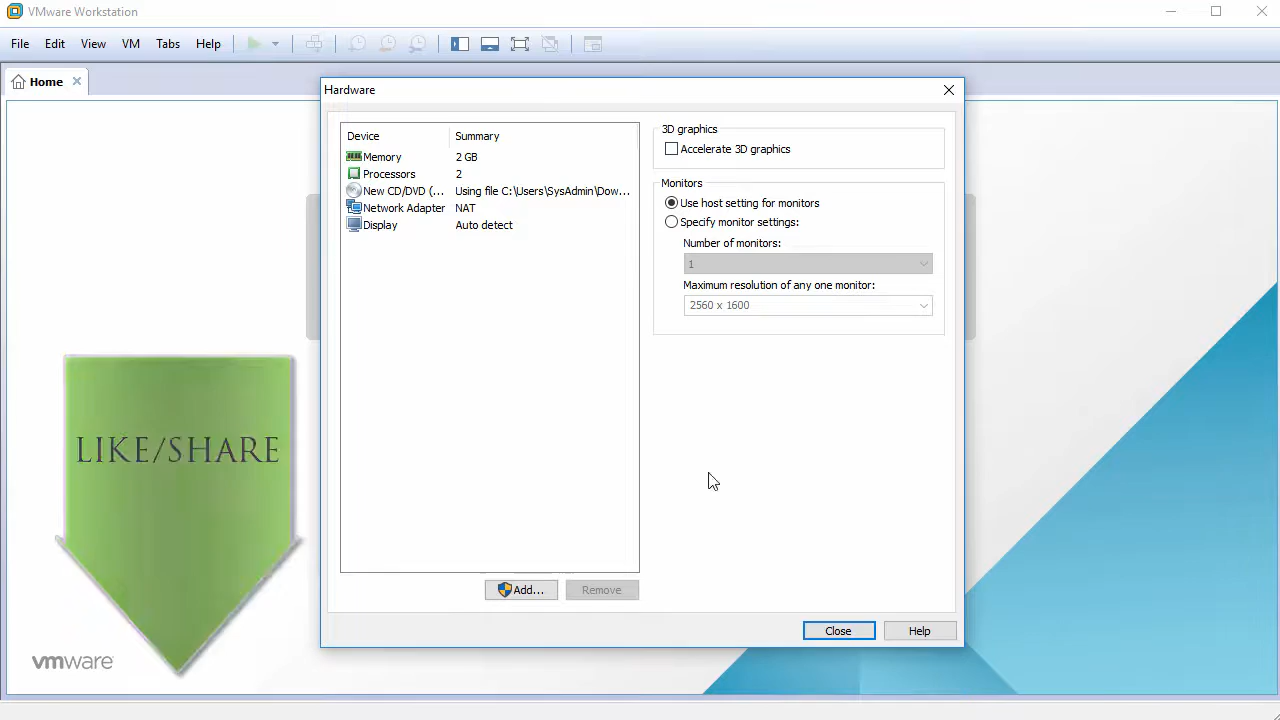 VMware Workstation
File Edit View VM Tabs Help
Home
Hardware
Device Summary
Memory 2 GB
Processors 2
New CD/DVD (... Using file C:\Users\SysAdmin\Dow...
Network Adapter NAT
Display Auto detect
Add... Remove
3D graphics
Accelerate 3D graphics
Monitors
Use host setting for monitors
Specify monitor settings:
Number of monitors:
1
Maximum resolution of any one monitor:
2560 x 1600
Close Help
LIKE/SHARE
vmware